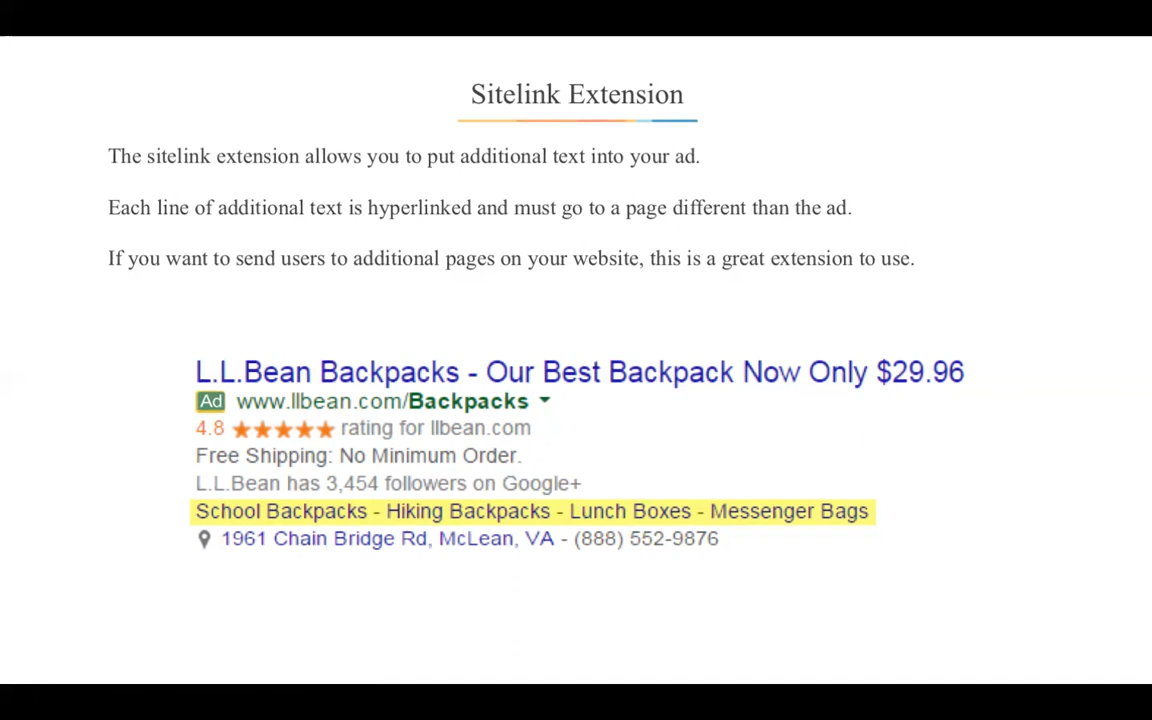 Sitelink Extension
The sitelink extension allows you to put additional text into your ad.
Each line of additional text is hyperlinked and must go to a page different than the ad.
If you want to send users to additional pages on your website, this is a great extension to use.
L.L.Bean Backpacks - Our Best Backpack Now Only $29.96
Ad www.llbean.com/Backpacks
4.8 ★★★★★ rating for llbean.com
Free Shipping: No Minimum Order.
L.L.Bean has 3,454 followers on Google+
School Backpacks - Hiking Backpacks - Lunch Boxes - Messenger Bags
1961 Chain Bridge Rd, McLean, VA - (888) 552-9876